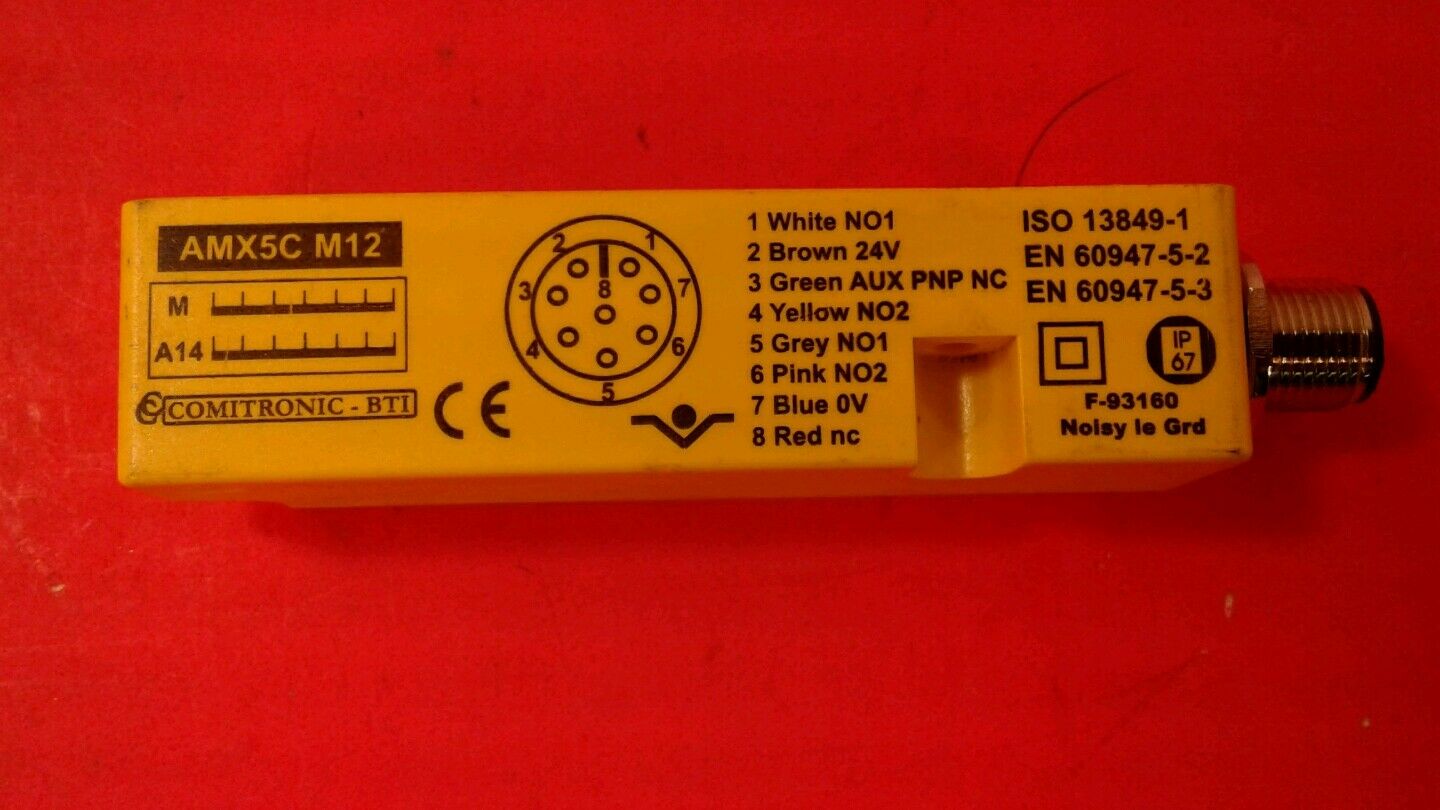 AMX5C M12
M
A14
COMITRONIC - BTI
CE
2 1
3 8 7
4 6
5
1 White NO1
2 Brown 24V
3 Green AUX PNP NC
4 Yellow NO2
5 Grey NO1
6 Pink NO2
7 Blue 0V
8 Red nc
ISO 13849-1
EN 60947-5-2
EN 60947-5-3
IP
67
F-93160
Noisy le Grd